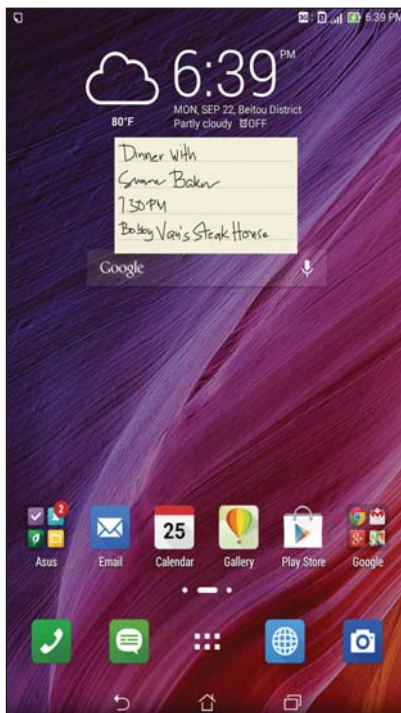 6:39 PM
6:39 PM
80°F
MON, SEP 22, Beitou District
Partly cloudy OFF
Dinner with
Baker
7:30 PM
Bobby Van's Steak House
Google
2
25
Asus Email Calendar Gallery Play Store Google